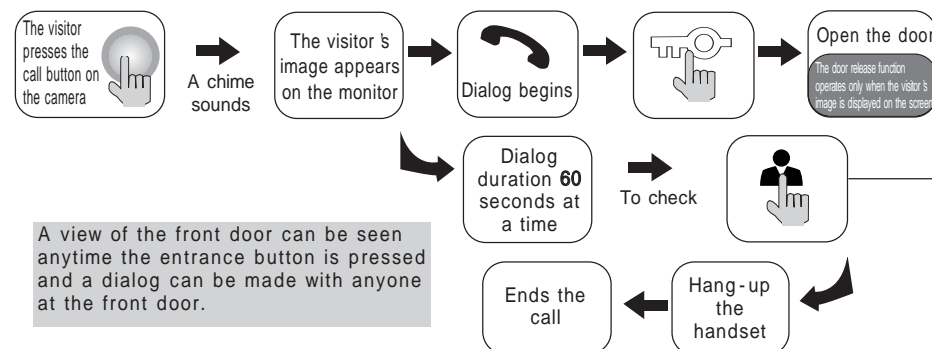 The visitor
presses the
call button on
the camera
A chime
sounds
The visitor's
image appears
on the monitor
Dialog begins
Open the door
The door release function
operates only when the visitor's
image is displayed on the screen
Dialog
duration 60
seconds at
a time
To check
A view of the front door can be seen
anytime the entrance button is pressed
and a dialog can be made with anyone
at the front door.
Hang-up
the
handset
Ends the
call